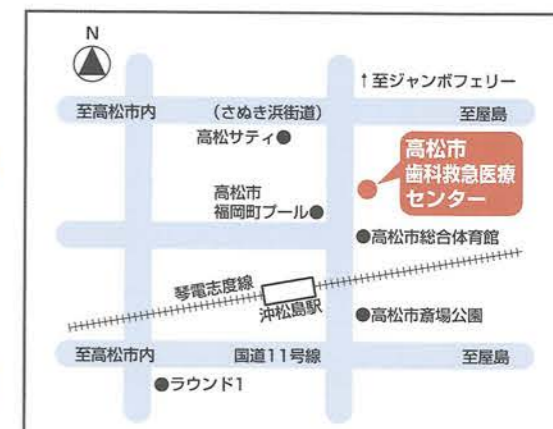 N
↑至ジャンボフェリー
至高松市内
(さぬき浜街道)
至屋島
高松サティ●
高松市
歯科救急医療
センター
高松市
福岡町プール●
●高松市総合体育館
琴電志度線
沖松島駅
●高松市斎場公園
至高松市内
国道11号線
至屋島
●ラウンド1